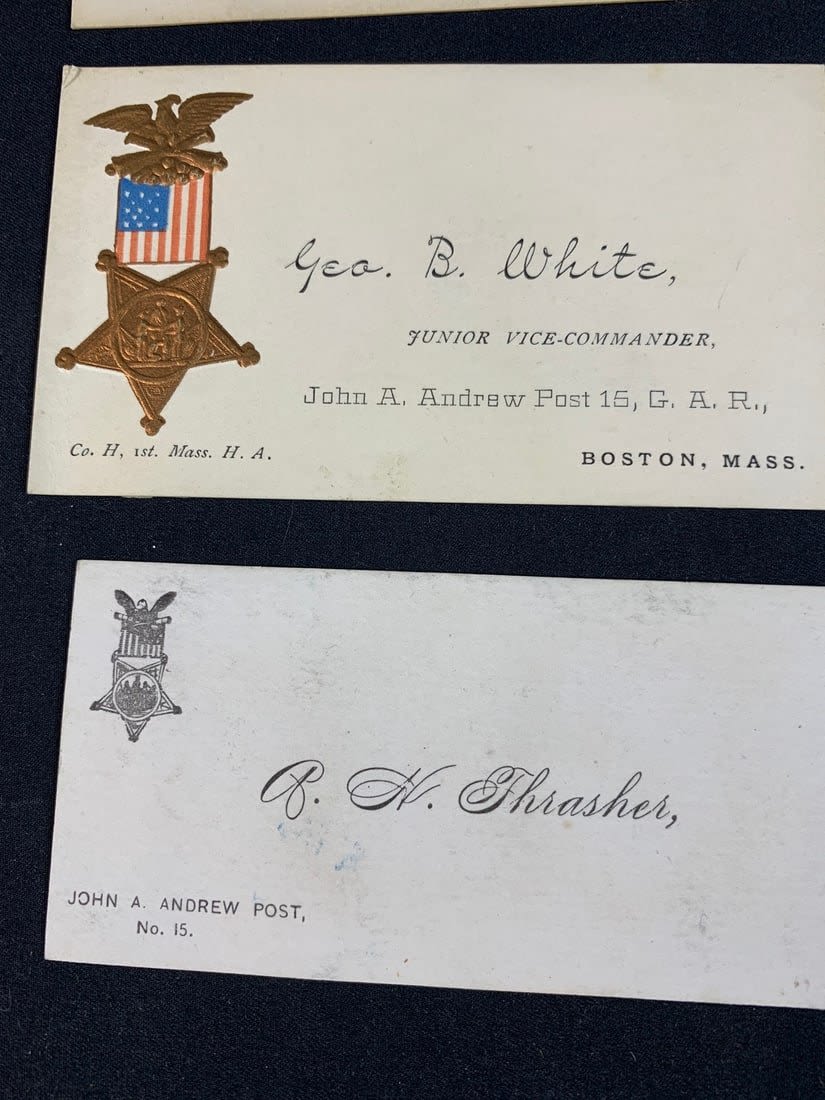 Geo. B. White,
JUNIOR VICE-COMMANDER,
John A. Andrew Post 15, G. A. R.,
Co. H, 1st. Mass. H. A.
BOSTON, MASS.
A. H. Thrasher,
JOHN A. ANDREW POST,
No. 15.